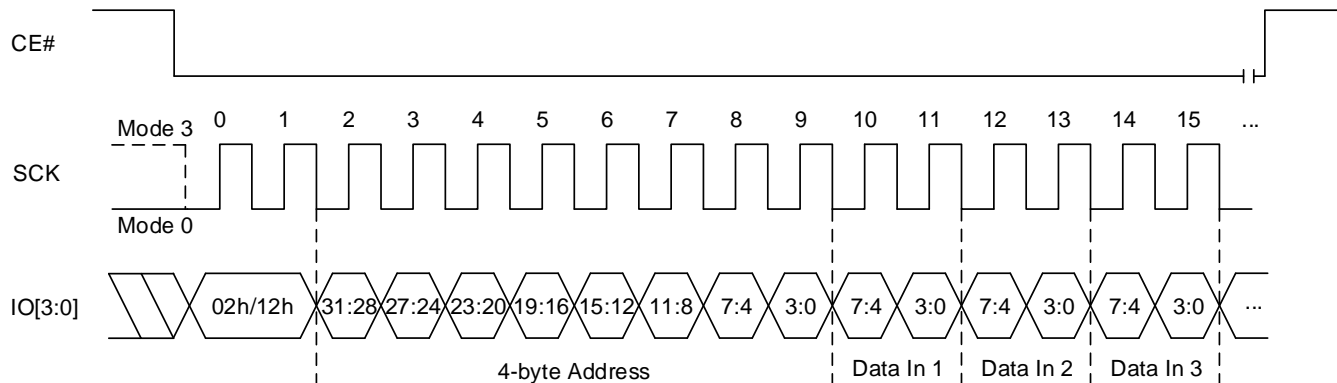 CE#
Mode 3
0 1 2 3 4 5 6 7 8 9 10 11 12 13 14 15 ...
SCK
Mode 0
IO[3:0]
02h/12h 31:28 27:24 23:20 19:16 15:12 11:8 7:4 3:0 7:4 3:0 7:4 3:0 7:4 3:0 ...
4-byte Address
Data In 1 Data In 2 Data In 3